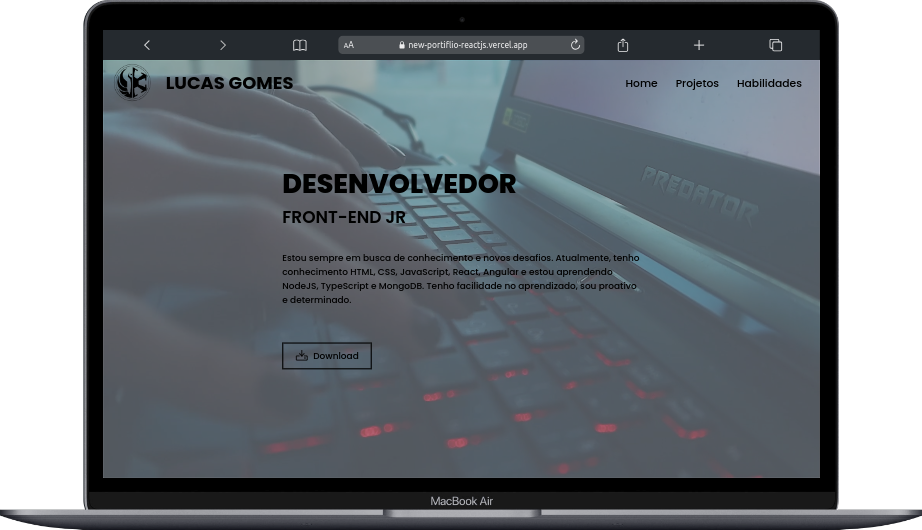 AA new-portiflio-reactjs.vercel.app
LUCAS GOMES
Home Projetos Habilidades
PREDATOR
DESENVOLVEDOR
FRONT-END JR
Estou sempre em busca de conhecimento e novos desafios. Atualmente, tenho
conhecimento HTML, CSS, JavaScript, React, Angular e estou aprendendo
NodeJS, TypeScript e MongoDB. Tenho facilidade no aprendizado, sou proativo
e determinado.
Download
MacBook Air